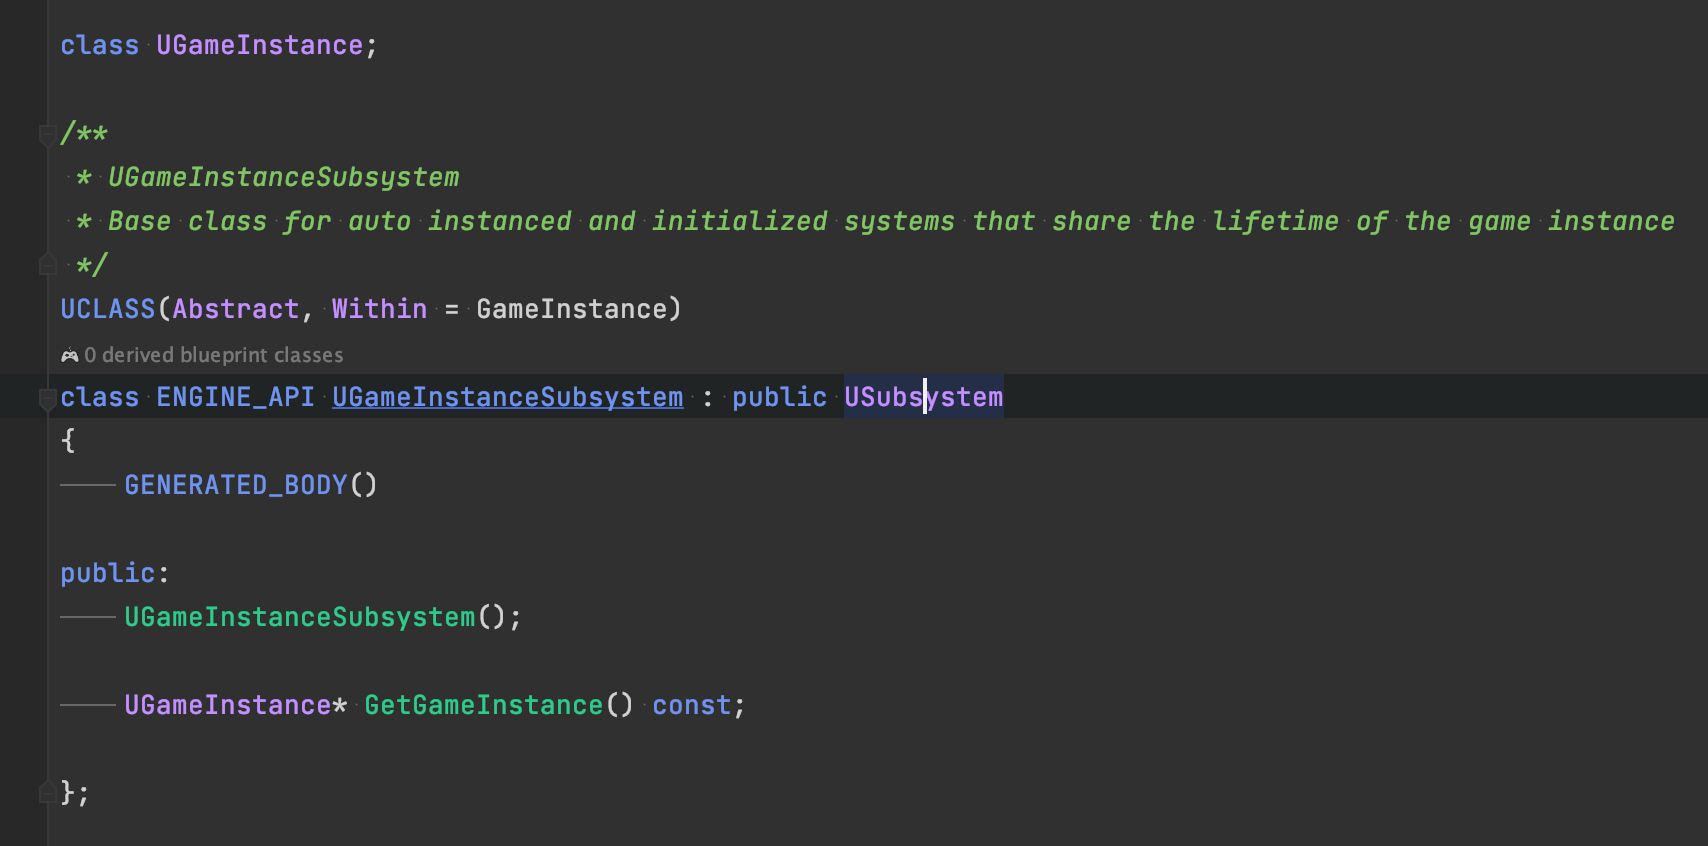 class UGameInstance;
/**
* UGameInstanceSubsystem
* Base class for auto instanced and initialized systems that share the lifetime of the game instance
*/
UCLASS(Abstract, Within = GameInstance)
0 derived blueprint classes
class ENGINE_API UGameInstanceSubsystem : public USubsystem
{
GENERATED_BODY()
public:
UGameInstanceSubsystem();
UGameInstance* GetGameInstance() const;
};